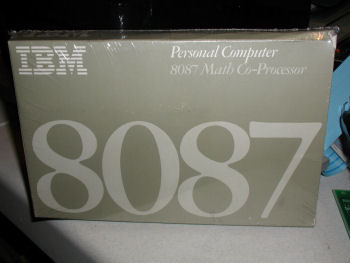 IBM
Personal Computer
8087 Math Co-Processor
8087